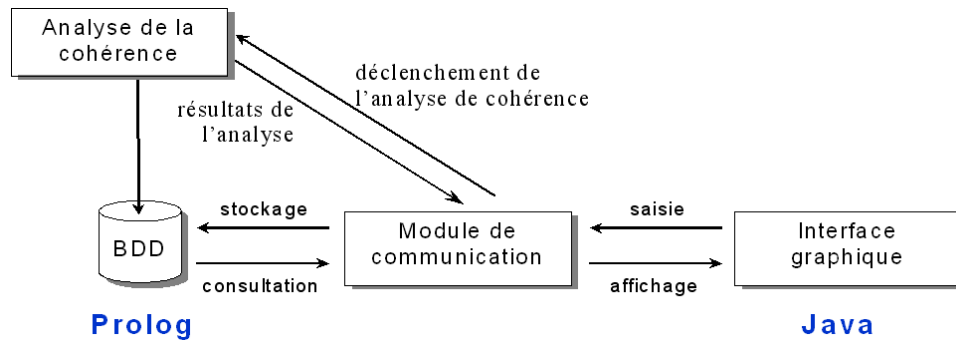 Analyse de la
cohérence
déclenchement de
l'analyse de cohérence
résultats de
l'analyse
stockage
saisie
BDD
Module de
communication
Interface
graphique
consultation
affichage
Prolog
Java